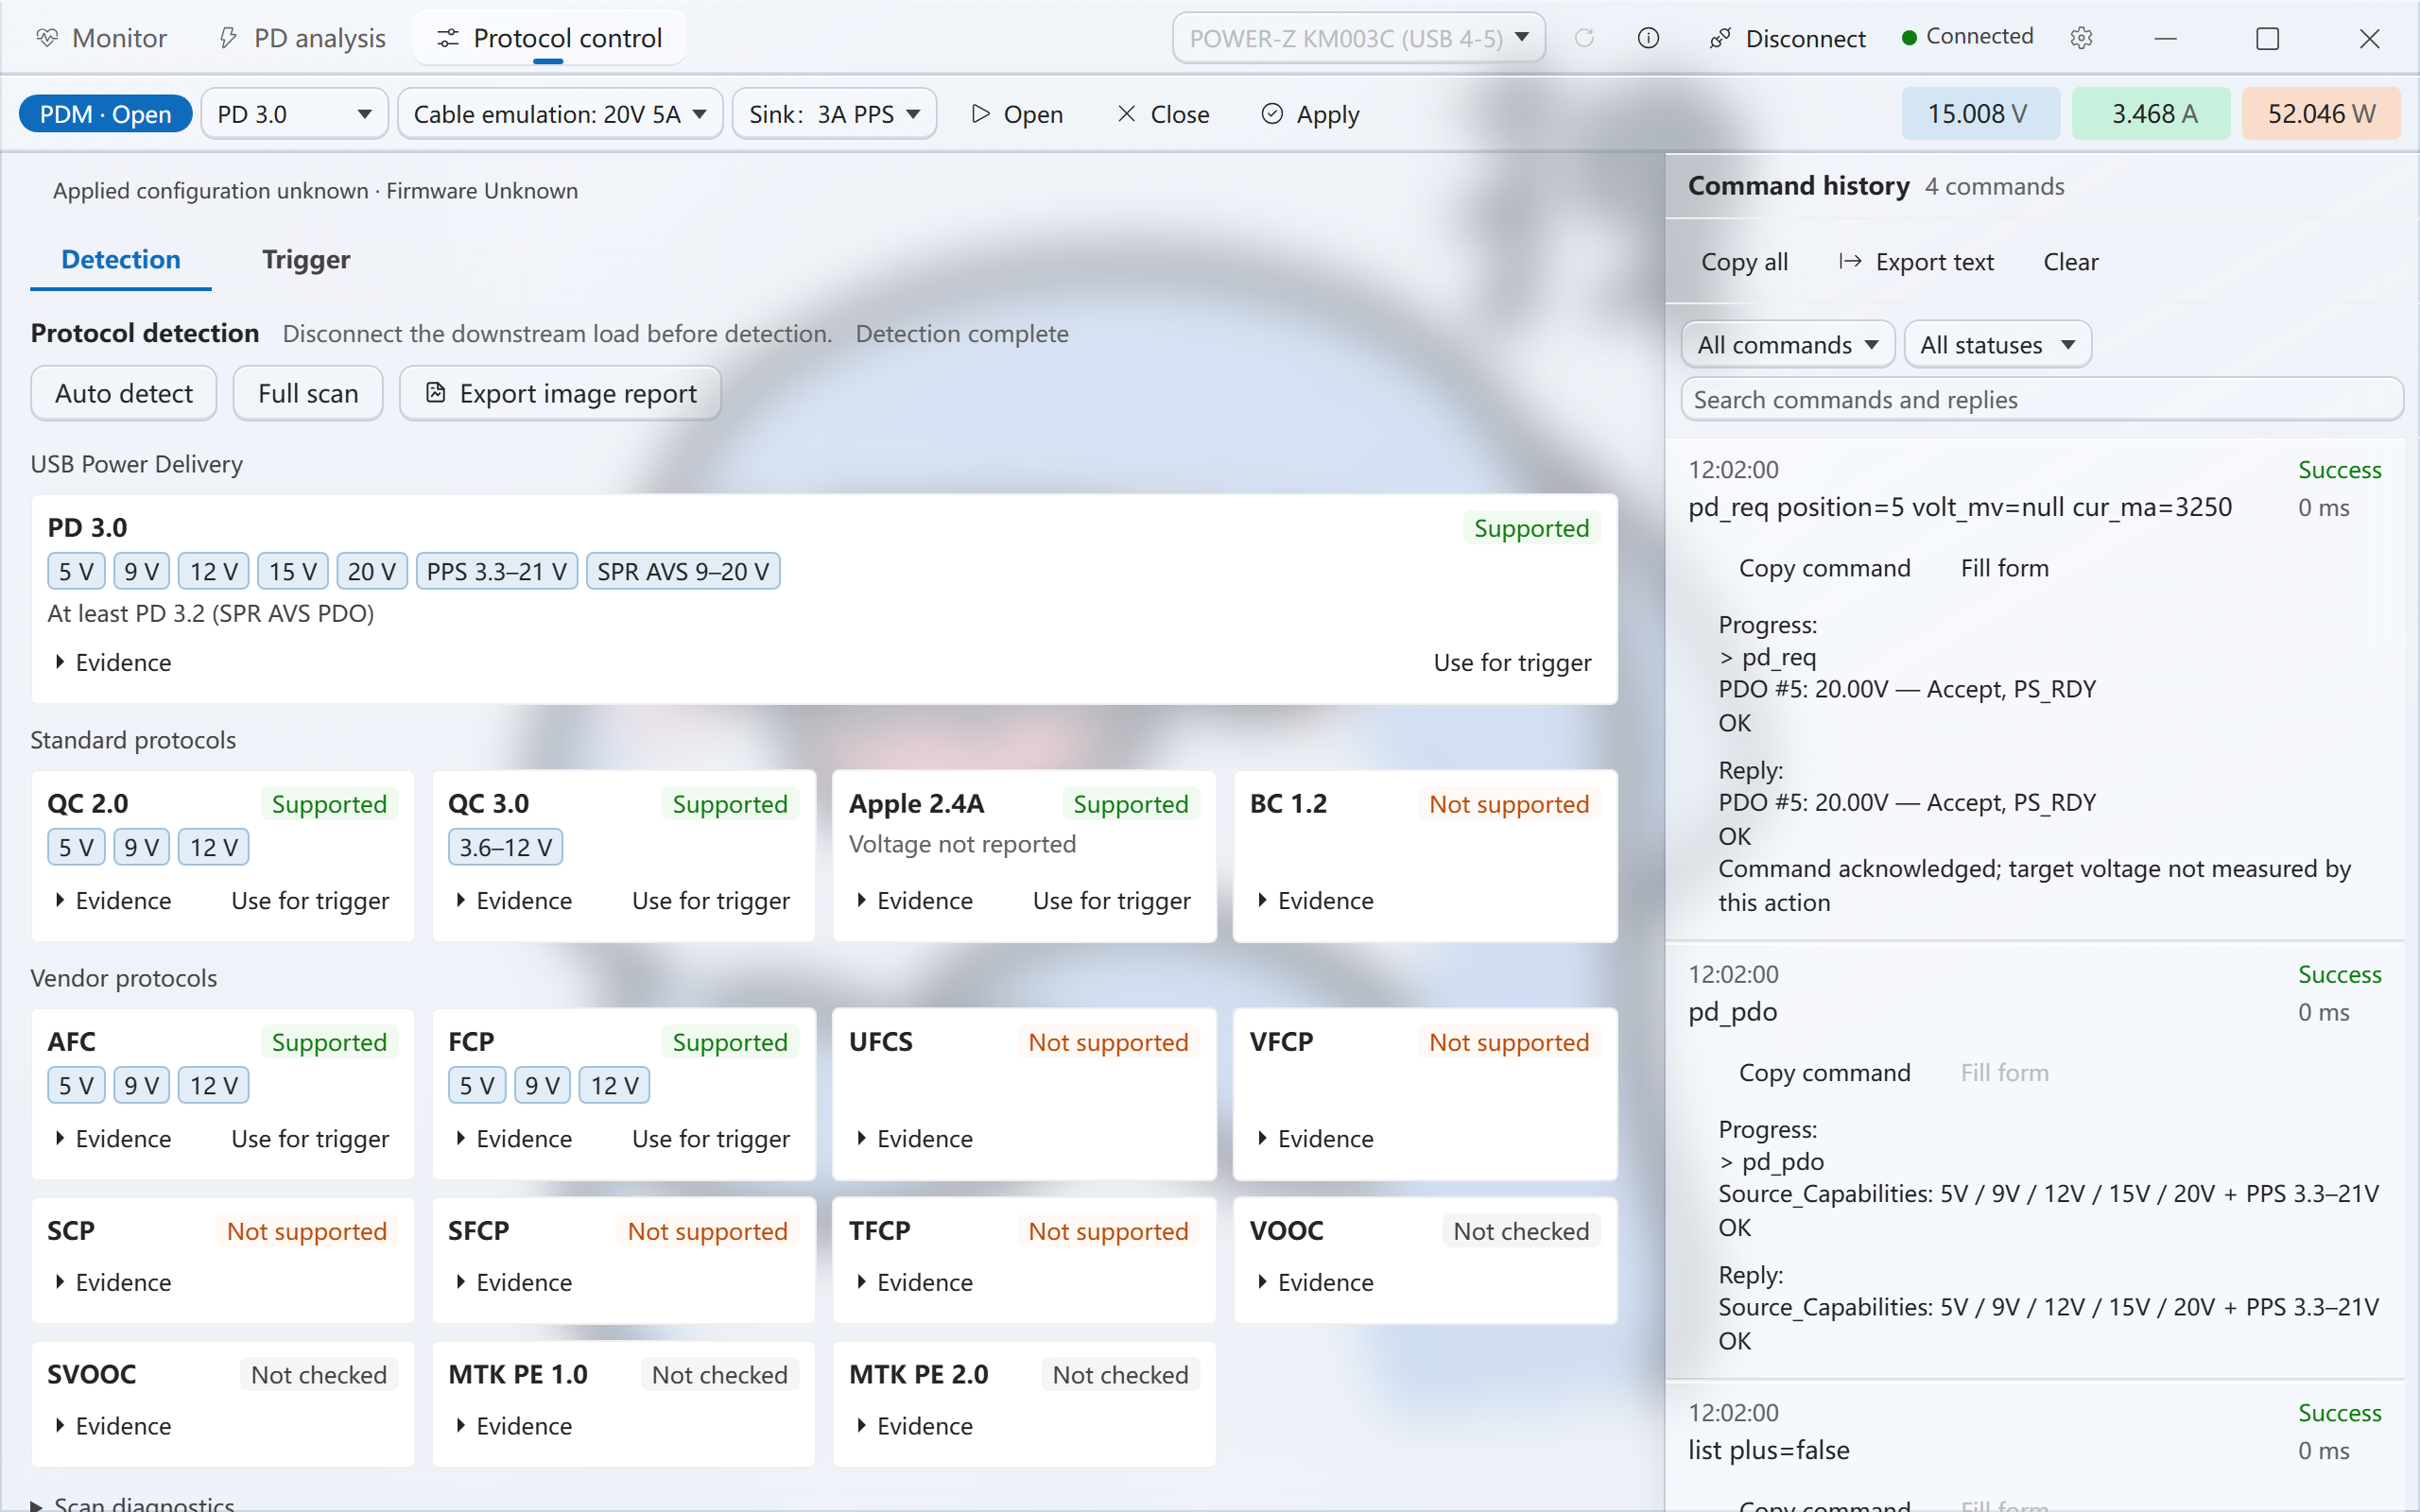 Monitor
PD analysis
Protocol control
POWER-Z KM003C (USB 4-5)
Disconnect
Connected
PDM · Open
PD 3.0
Cable emulation: 20V 5A
Sink: 3A PPS
Open
Close
Apply
15.008 V
3.468 A
52.046 W
Applied configuration unknown · Firmware Unknown
Detection
Trigger
Protocol detection Disconnect the downstream load before detection. Detection complete
Auto detect
Full scan
Export image report
USB Power Delivery
PD 3.0
Supported
5 V
9 V
12 V
15 V
20 V
PPS 3.3–21 V
SPR AVS 9–20 V
At least PD 3.2 (SPR AVS PDO)
Evidence
Use for trigger
Standard protocols
QC 2.0
Supported
5 V
9 V
12 V
Evidence
Use for trigger
QC 3.0
Supported
3.6–12 V
Evidence
Use for trigger
Apple 2.4A
Supported
Voltage not reported
Evidence
Use for trigger
BC 1.2
Not supported
Evidence
Vendor protocols
AFC
Supported
5 V
9 V
12 V
Evidence
Use for trigger
FCP
Supported
5 V
9 V
12 V
Evidence
Use for trigger
UFCS
Not supported
Evidence
VFCP
Not supported
Evidence
SCP
Not supported
Evidence
SFCP
Not supported
Evidence
TFCP
Not supported
Evidence
VOOC
Not checked
Evidence
SVOOC
Not checked
Evidence
MTK PE 1.0
Not checked
Evidence
MTK PE 2.0
Not checked
Evidence
Scan diagnostics
Command history 4 commands
Copy all
Export text
Clear
All commands
All statuses
Search commands and replies
12:02:00
Success
pd_req position=5 volt_mv=null cur_ma=3250
0 ms
Copy command
Fill form
Progress:
> pd_req
PDO #5: 20.00V — Accept, PS_RDY
OK
Reply:
PDO #5: 20.00V — Accept, PS_RDY
OK
Command acknowledged; target voltage not measured by
this action
12:02:00
Success
pd_pdo
0 ms
Copy command
Fill form
Progress:
> pd_pdo
Source_Capabilities: 5V / 9V / 12V / 15V / 20V + PPS 3.3–21V
OK
Reply:
Source_Capabilities: 5V / 9V / 12V / 15V / 20V + PPS 3.3–21V
OK
12:02:00
Success
list plus=false
0 ms
Copy command
Fill form